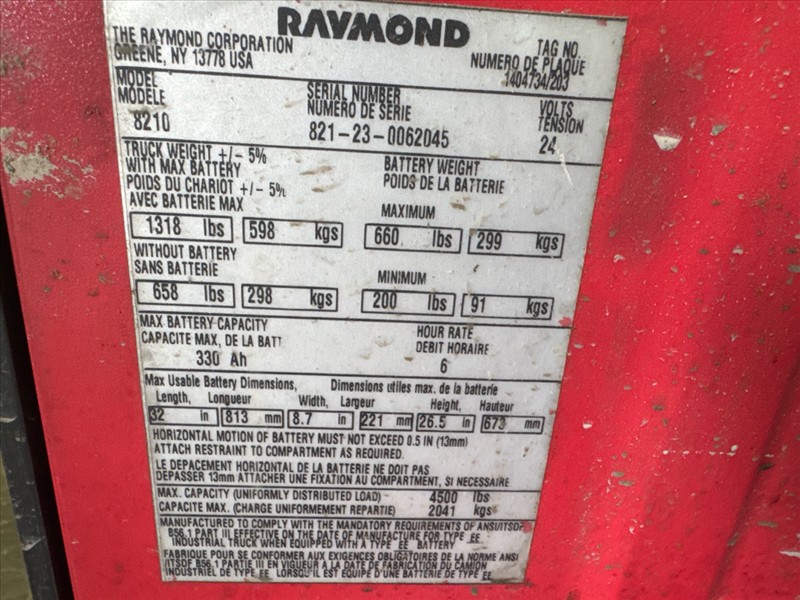 RAYMOND
THE RAYMOND CORPORATION
GREENE, NY 13778 USA
TAG NO.
NUMERO DE PLAQUE
1404734/203
MODEL
MODÈLE
8210
SERIAL NUMBER
NUMERO DE SERIE
821-23-0062045
VOLTS
TENSION
24
TRUCK WEIGHT +/- 5%
WITH MAX BATTERY
POIDS DU CHARIOT +/- 5%
AVEC BATTERIE MAX
1318 lbs 598 kgs
WITHOUT BATTERY
SANS BATTERIE
658 lbs 298 kgs
BATTERY WEIGHT
POIDS DE LA BATTERIE
MAXIMUM
660 lbs 299 kgs
MINIMUM
200 lbs 91 kgs
MAX BATTERY CAPACITY
CAPACITE MAX, DE LA BATT
330 Ah
HOUR RATE
DEBIT HORAIRE
6
Max Usable Battery Dimensions, Dimensions utiles max. de la batterie
Length, Longueur Width, Largeur Height, Hauteur
32 in 813 mm 8.7 in 221 mm 26.5 in 673 mm
HORIZONTAL MOTION OF BATTERY MUST NOT EXCEED 0.5 IN (13mm)
ATTACH RESTRAINT TO COMPARTMENT AS REQUIRED.
LE DEPACEMENT HORIZONTAL DE LA BATTERIE NE DOIT PAS
DEPASSER 13mm ATTACHER UNE FIXATION AU COMPARTMENT, SI NECESSAIRE
MAX. CAPACITY (UNIFORMLY DISTRIBUTED LOAD) 4500 lbs
CAPACITE MAX. (CHARGE UNIFORMEMENT REPARTIE) 2041 kgs
MANUFACTURED TO COMPLY WITH THE MANDATORY REQUIREMENTS OF ANSI/ITSDF
B56.1 PART III EFFECTIVE ON THE DATE OF MANUFACTURE FOR TYPE EE
INDUSTRIAL TRUCK WHEN EQUIPPED WITH A TYPE EE BATTERY
FABRIQUE POUR SE CONFORMER AUX EXIGENCES OBLIGATOIRES DE LA NORME ANSI
/ITSDF B56.1 PARTIE III EN VIGUEUR A LA DATE DE FABRICATION DU CAMION
INDUSTRIEL DE TYPE EE LORSQU'IL EST EQUIPE D'UNE BATTERIE DE TYPE EE